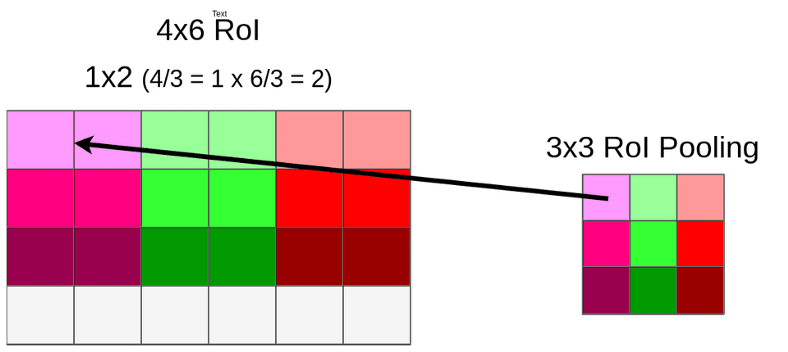 Text
4x6 RoI
1x2 (4/3 = 1 x 6/3 = 2)
3x3 RoI Pooling